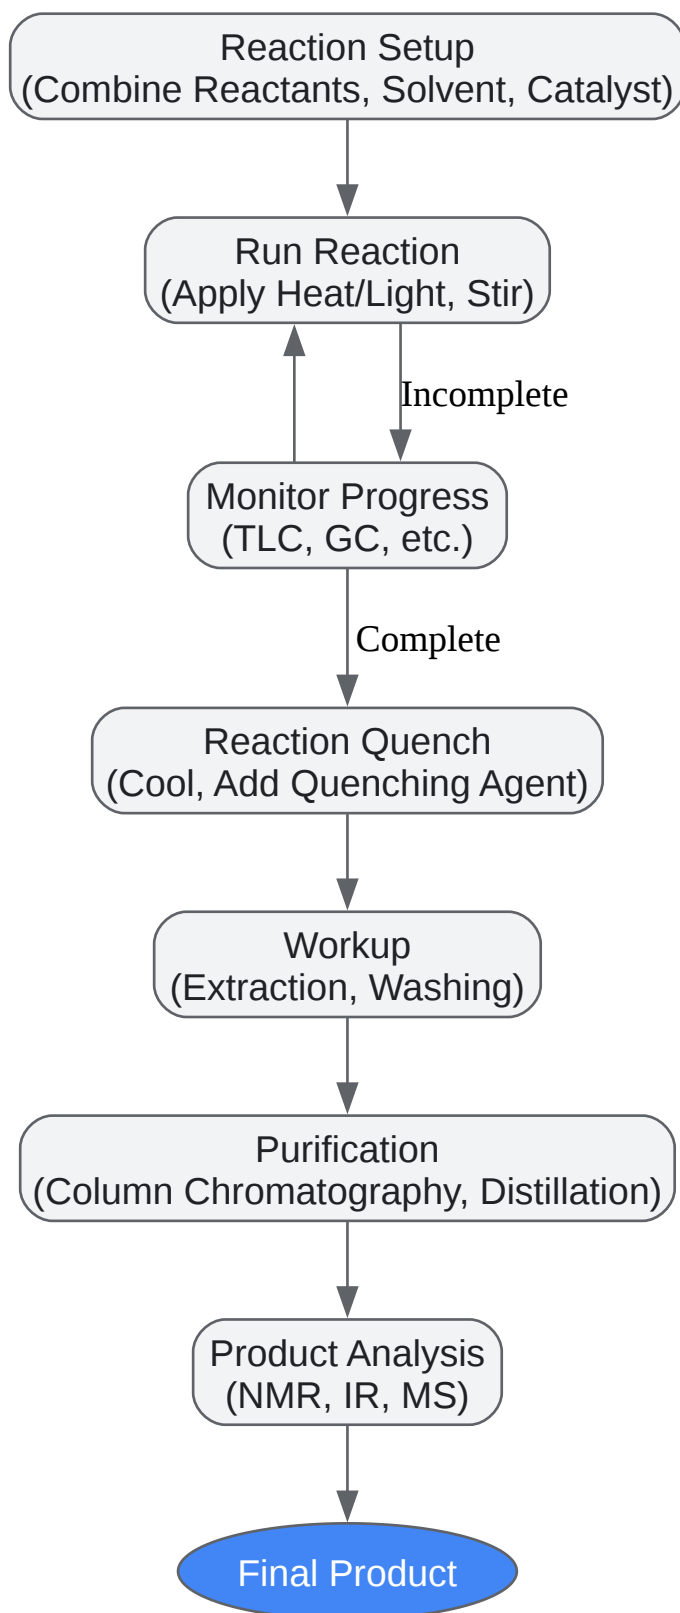 Reaction Setup
(Combine Reactants, Solvent, Catalyst)
Run Reaction
(Apply Heat/Light, Stir)
Incomplete
Monitor Progress
(TLC, GC, etc.)
Complete
Reaction Quench
(Cool, Add Quenching Agent)
Workup
(Extraction, Washing)
Purification
(Column Chromatography, Distillation)
Product Analysis
(NMR, IR, MS)
Final Product